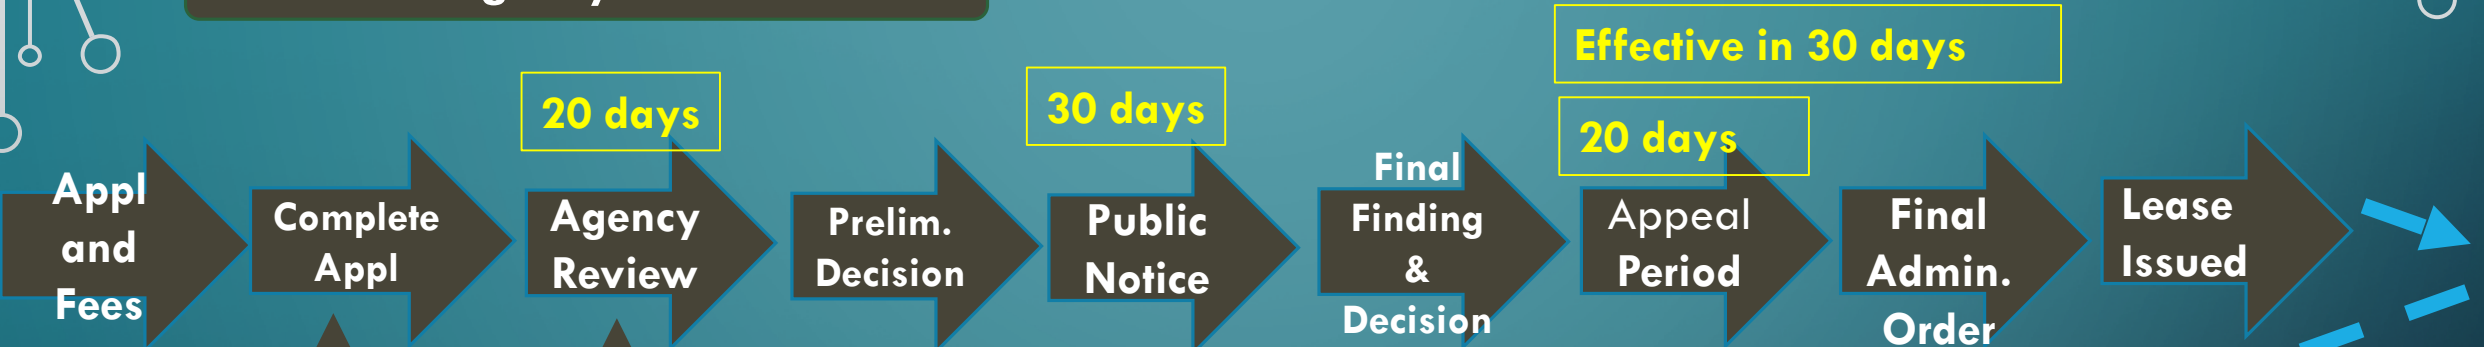 Effective in 30 days
20 days
30 days
20 days
Appl
and
Fees
Complete
Appl
Agency
Review
Prelim.
Decision
Public
Notice
Final
Finding
&
Decision
Appeal
Period
Final
Admin.
Order
Lease
Issued